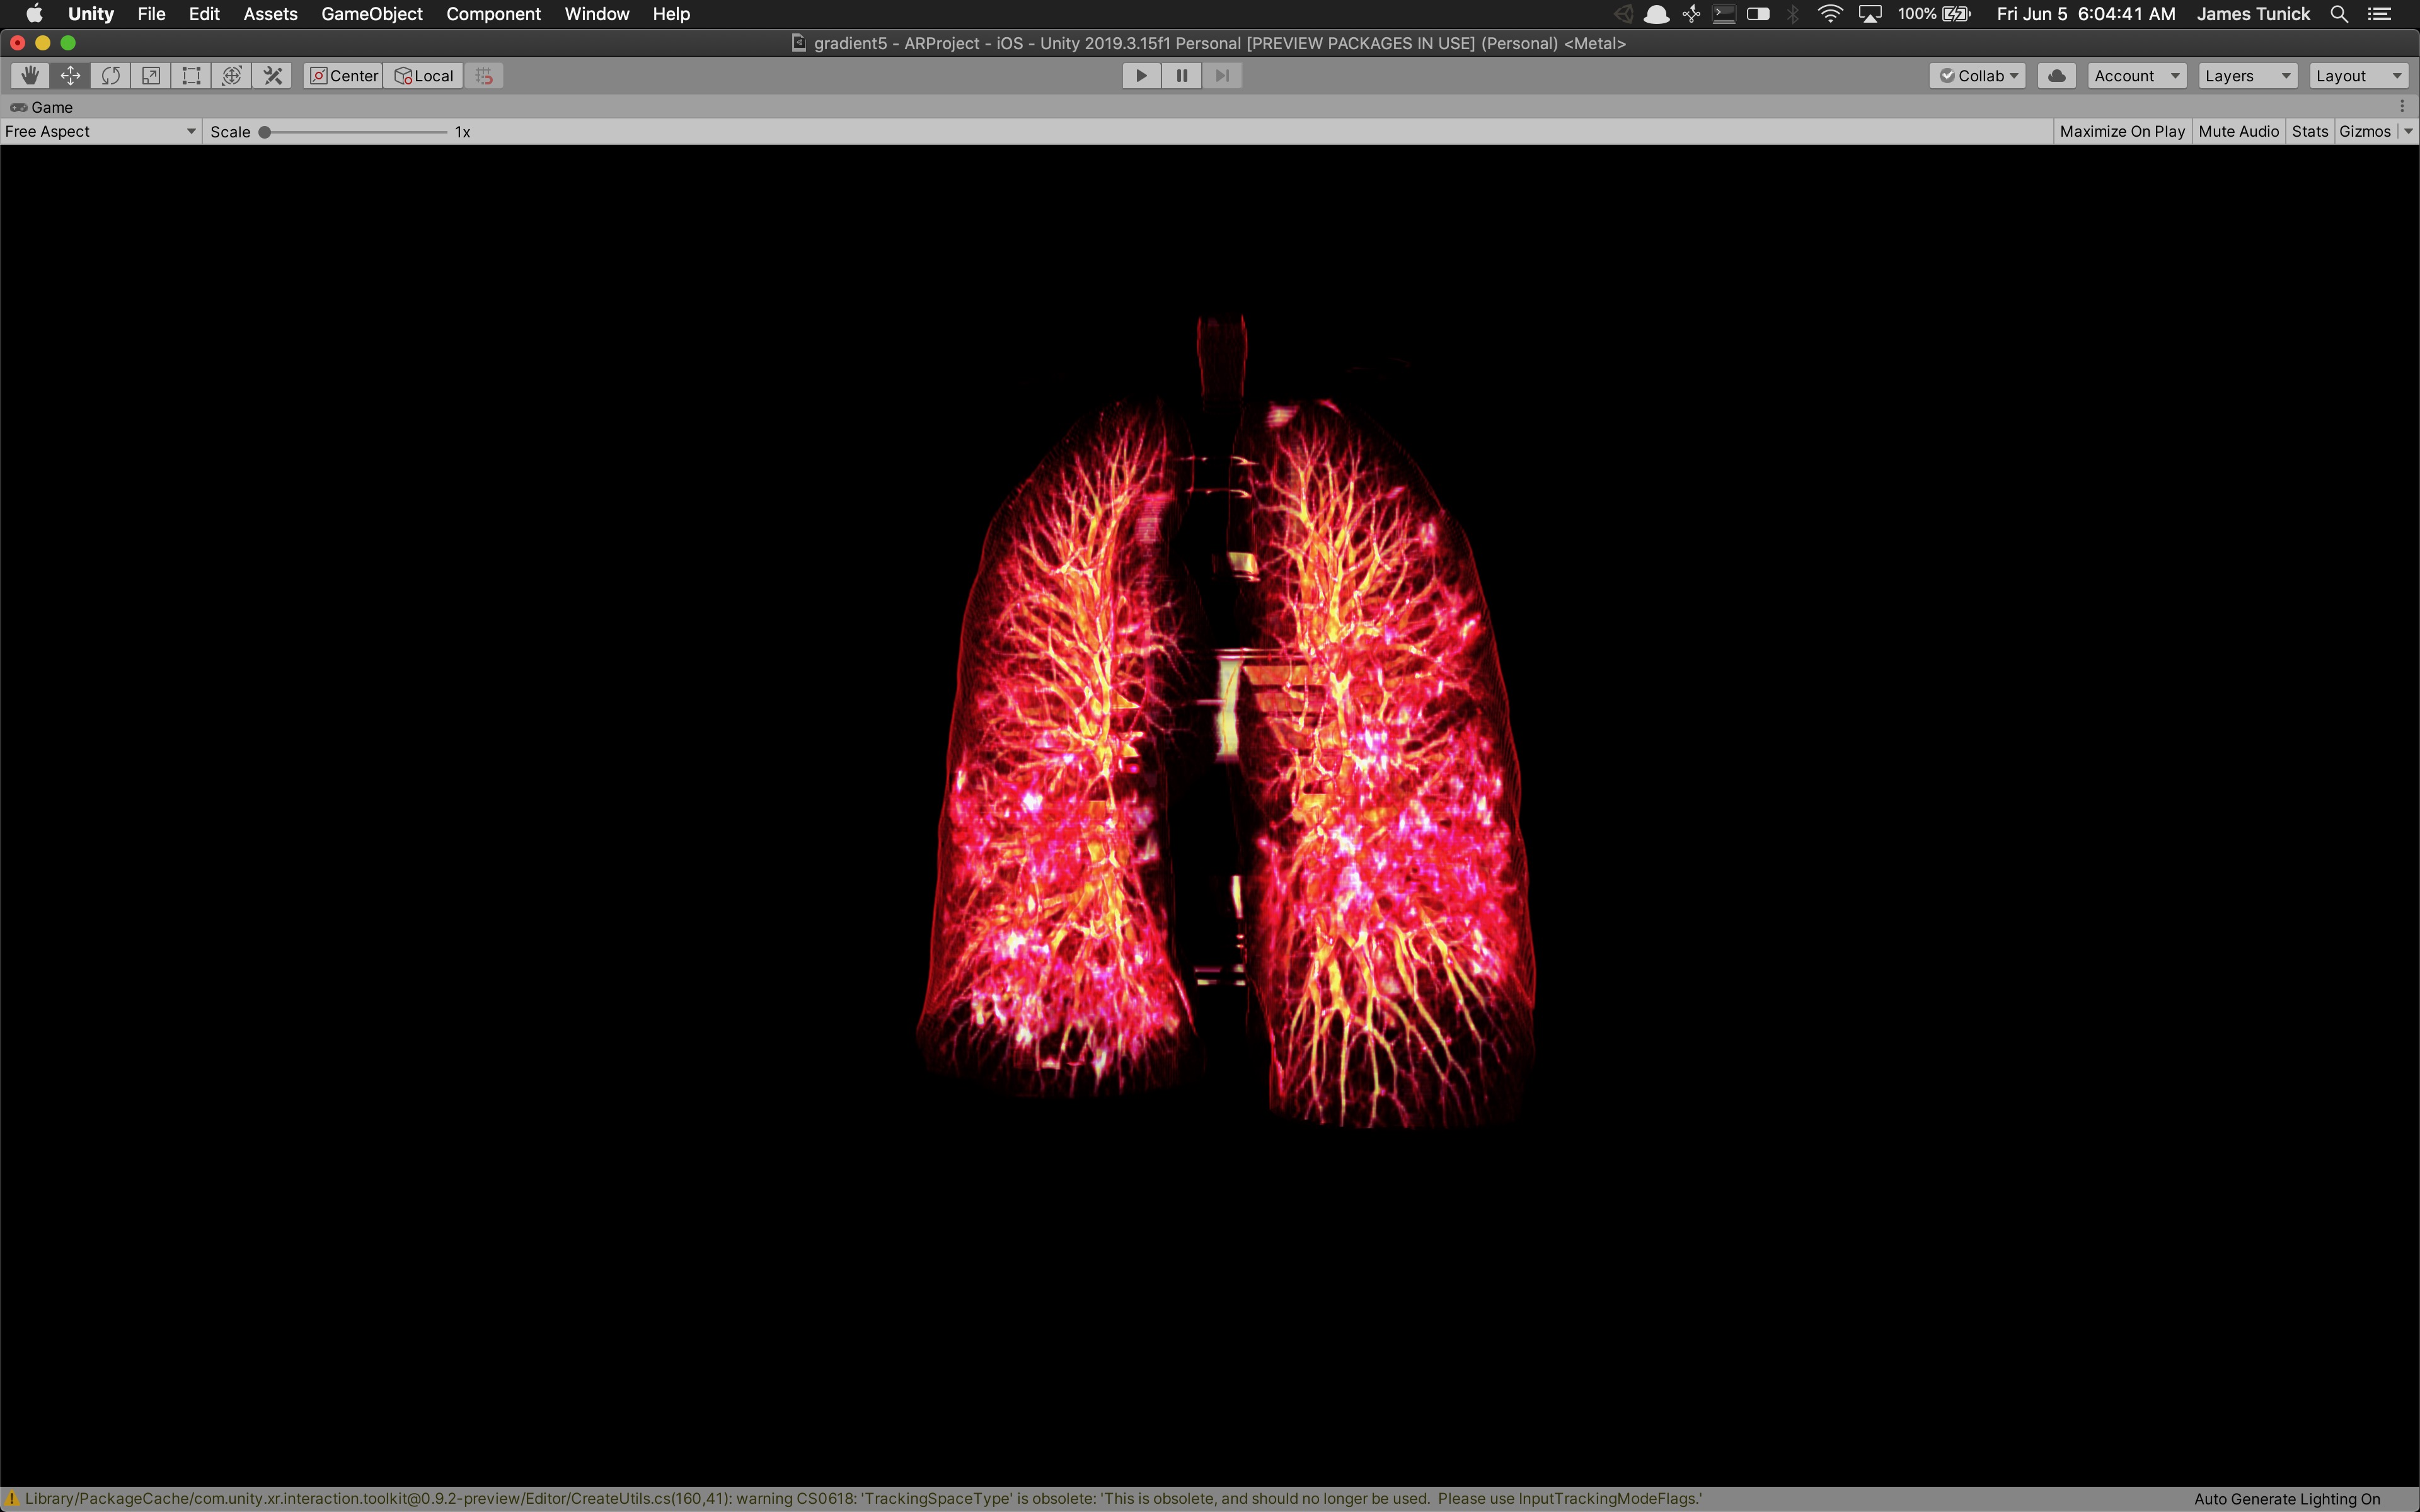 Unity File Edit Assets GameObject Component Window Help 100% Fri Jun 5 6:04:41 AM James Tunick
gradient5 - ARProject - iOS - Unity 2019.3.15f1 Personal [PREVIEW PACKAGES IN USE] (Personal) <Metal>
Center Local Collab Account Layers Layout
Game
Free Aspect Scale 1x Maximize On Play Mute Audio Stats Gizmos
Library/PackageCache/com.unity.xr.interaction.toolkit@0.9.2-preview/Editor/CreateUtils.cs(160,41): warning CS0618: 'TrackingSpaceType' is obsolete: 'This is obsolete, and should no longer be used.  Please use InputTrackingModeFlags.' Auto Generate Lighting On